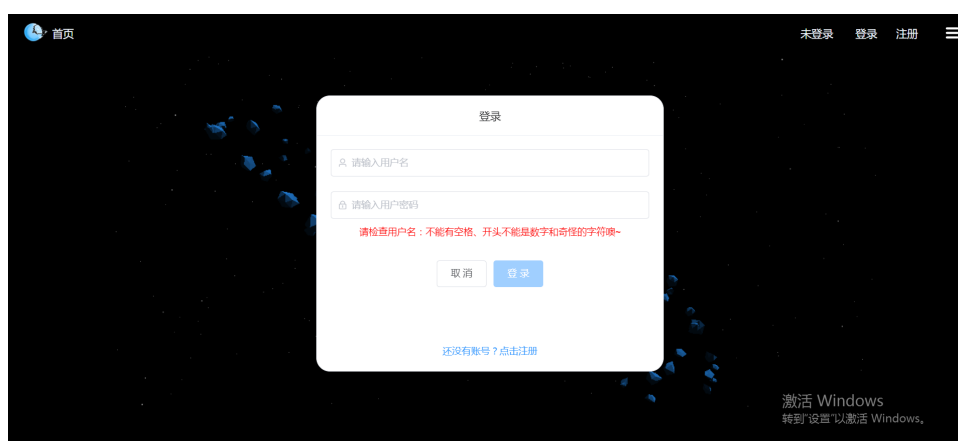 首页 未登录 登录 注册
登录
请输入用户名
请输入用户密码
请检查用户名：不能有空格、开头不能是数字和奇怪的字符噢~
取消 登录
还没有账号？点击注册
激活 Windows
转到"设置"以激活 Windows。